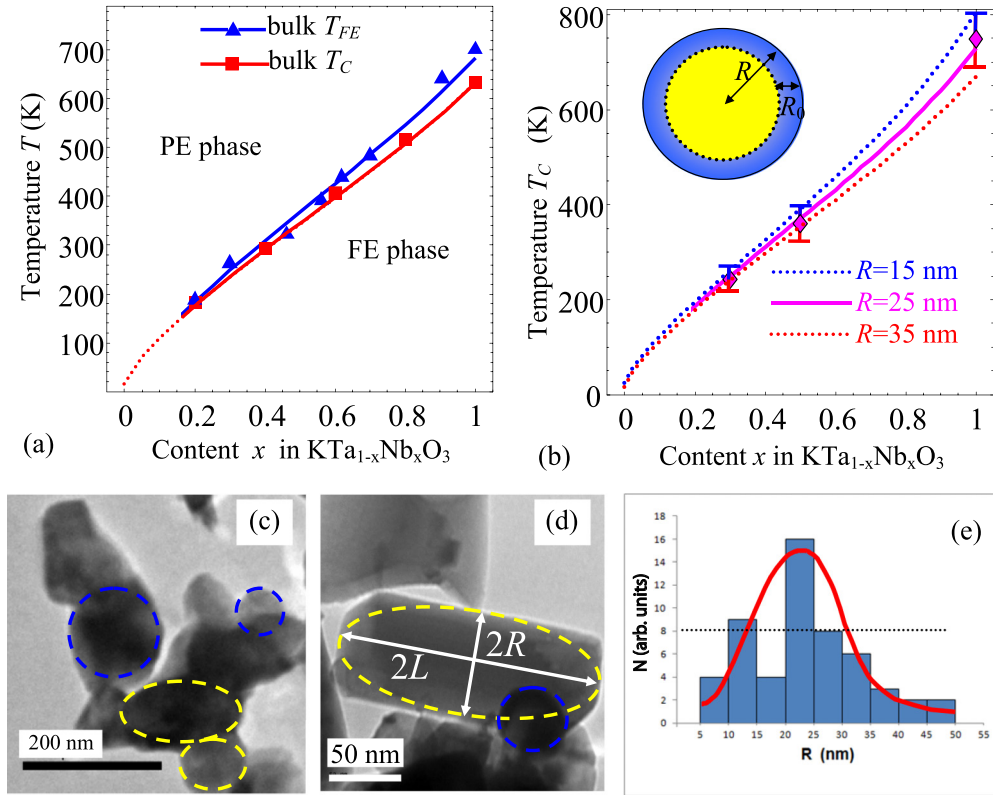 bulk T_FE
bulk T_C
PE phase
FE phase
Temperature T (K)
700
600
500
400
300
200
100
0 0.2 0.4 0.6 0.8 1
Content x in KTa₁₋ₓNbₓO₃
(a)
R
R₀
R=15 nm
R=25 nm
R=35 nm
Temperature T_C (K)
800
600
400
200
0
0 0.2 0.4 0.6 0.8 1
Content x in KTa₁₋ₓNbₓO₃
(b)
(c)
200 nm
(d)
2R
2L
50 nm
(e)
N (arb. units)
18
16
14
12
10
8
6
4
2
0
5 10 15 20 25 30 35 40 45 50 55
R (nm)